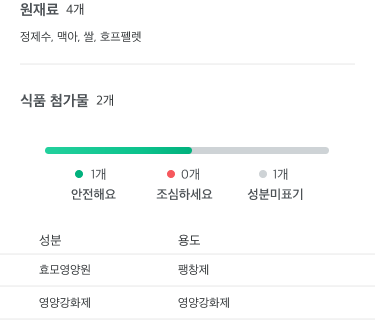 원재료 4개
정제수, 맥아, 쌀, 호프펠렛
식품 첨가물 2개
1개 0개 1개
안전해요 조심하세요 성분미표기
성분 용도
효모영양원 팽창제
영양강화제 영양강화제